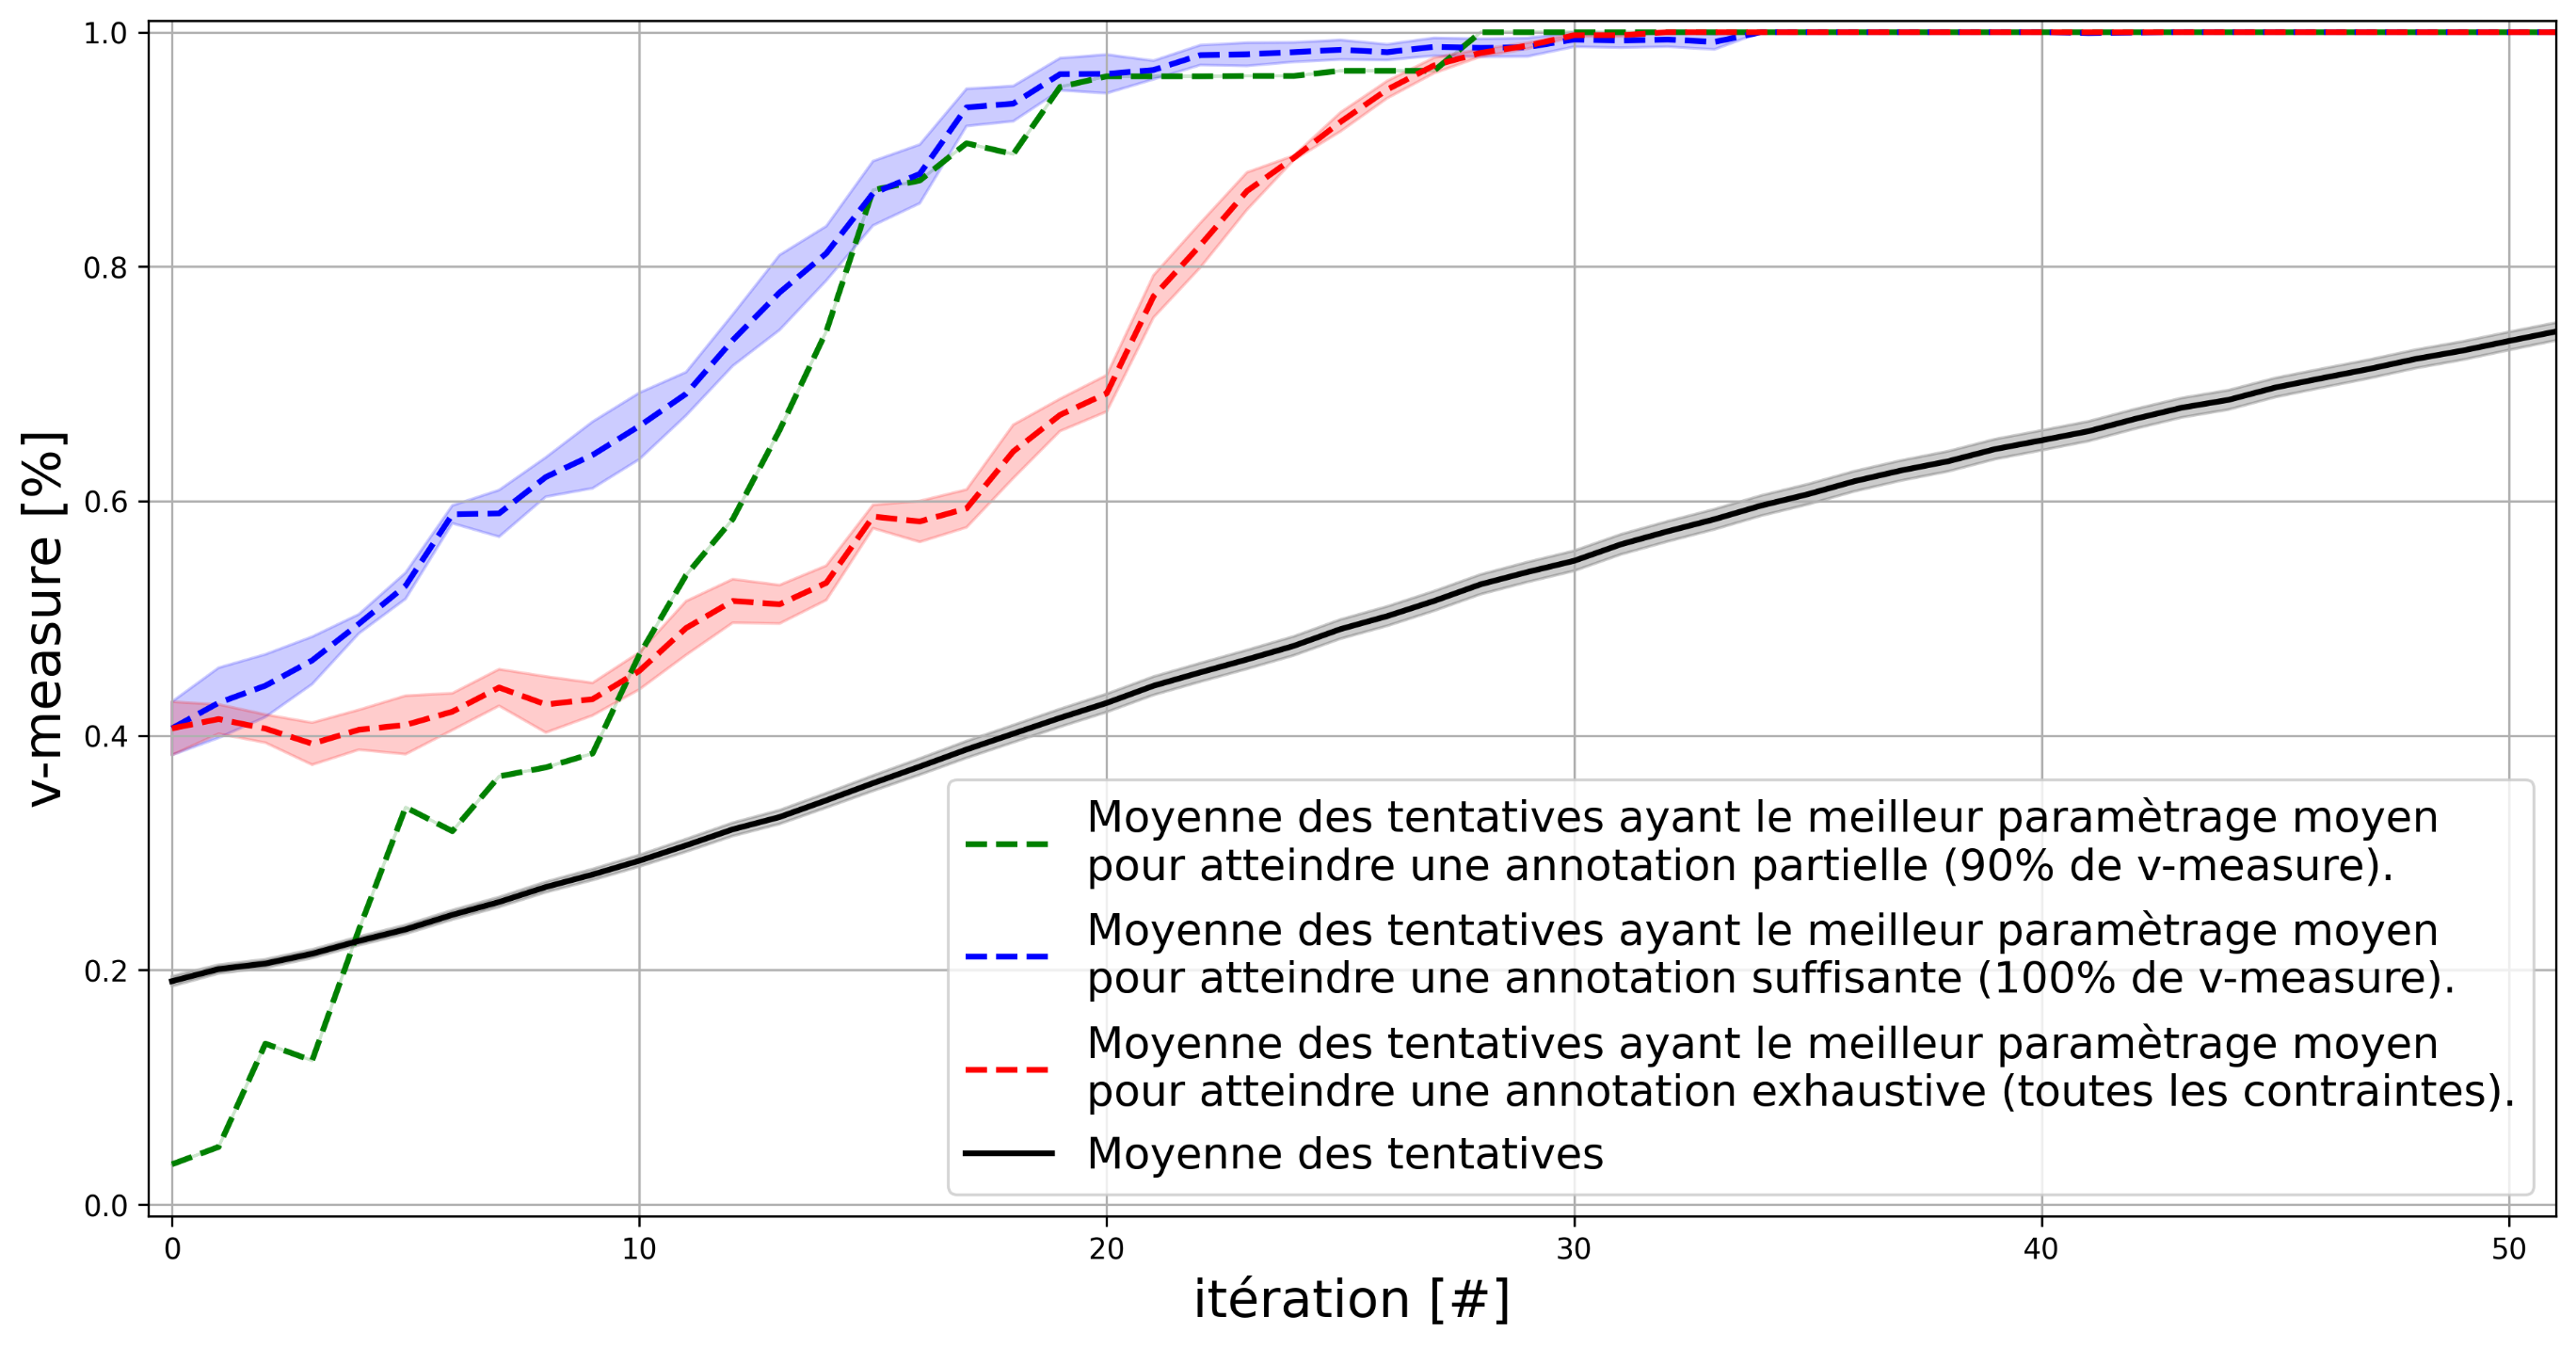 1.0
0.8
0.6
0.4
0.2
0.0
v-measure [%]
Moyenne des tentatives ayant le meilleur paramètrage moyen
pour atteindre une annotation partielle (90% de v-measure).
Moyenne des tentatives ayant le meilleur paramètrage moyen
pour atteindre une annotation suffisante (100% de v-measure).
Moyenne des tentatives ayant le meilleur paramètrage moyen
pour atteindre une annotation exhaustive (toutes les contraintes).
Moyenne des tentatives
0 10 20 30 40 50
itération [#]